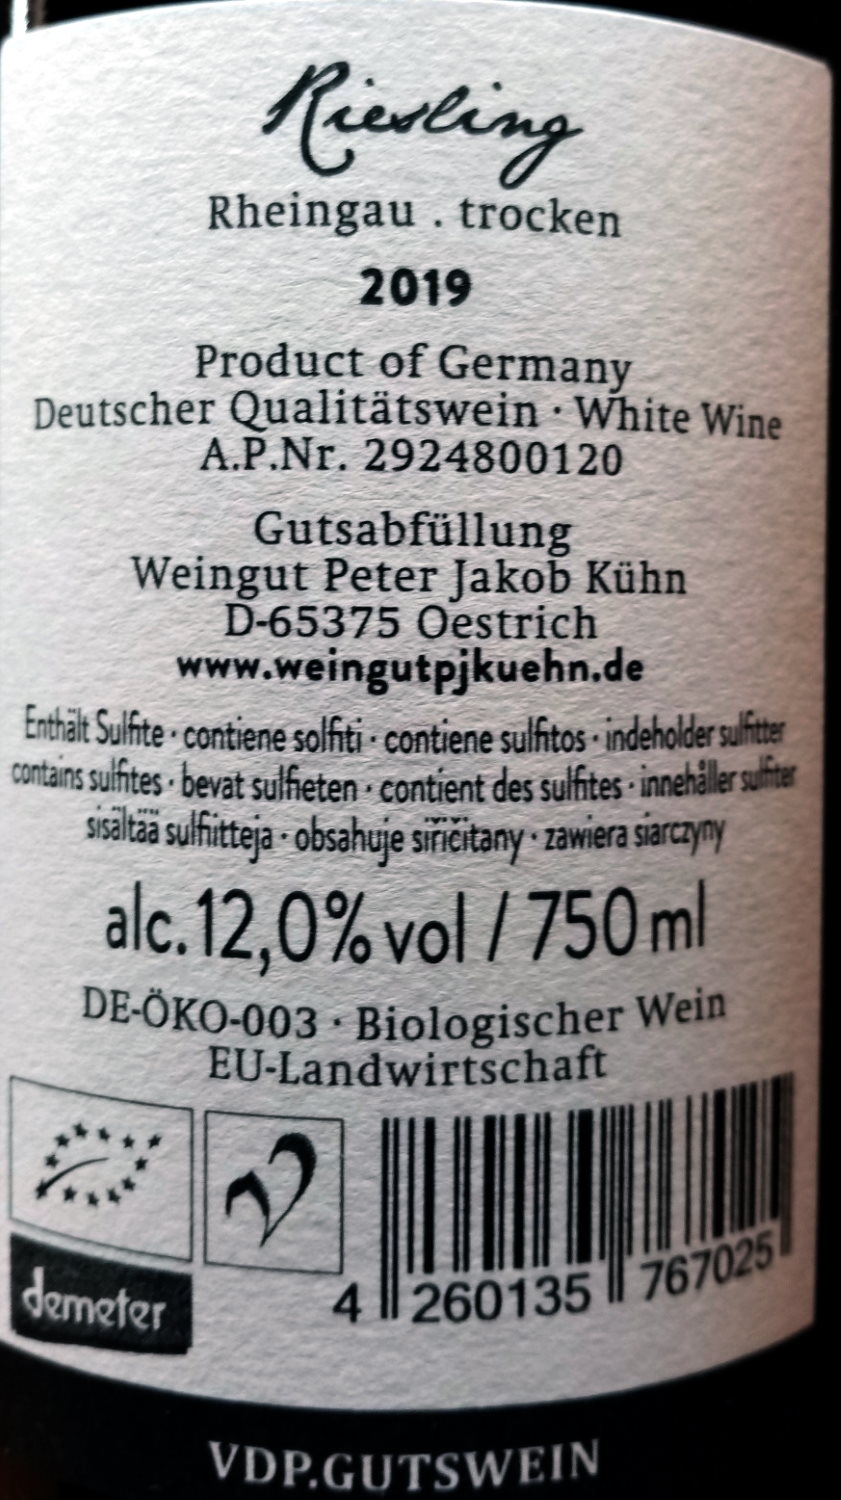 Riesling
Rheingau . trocken
2019
Product of Germany
Deutscher Qualitätswein · White Wine
A.P.Nr. 2924800120
Gutsabfüllung
Weingut Peter Jakob Kühn
D-65375 Oestrich
www.weingutpjkuehn.de
Enthält Sulfite · contiene solfiti · contiene sulfitos · indeholder sulfitter
contains sulfites · bevat sulfieten · contient des sulfites · innehåller sulfiter
sisältää sulfiitteja · obsahuje siřičitany · zawiera siarczyny
alc.12,0% vol / 750 ml
DE-ÖKO-003 · Biologischer Wein
EU-Landwirtschaft
demeter
4 260135 767025
VDP.GUTSWEIN